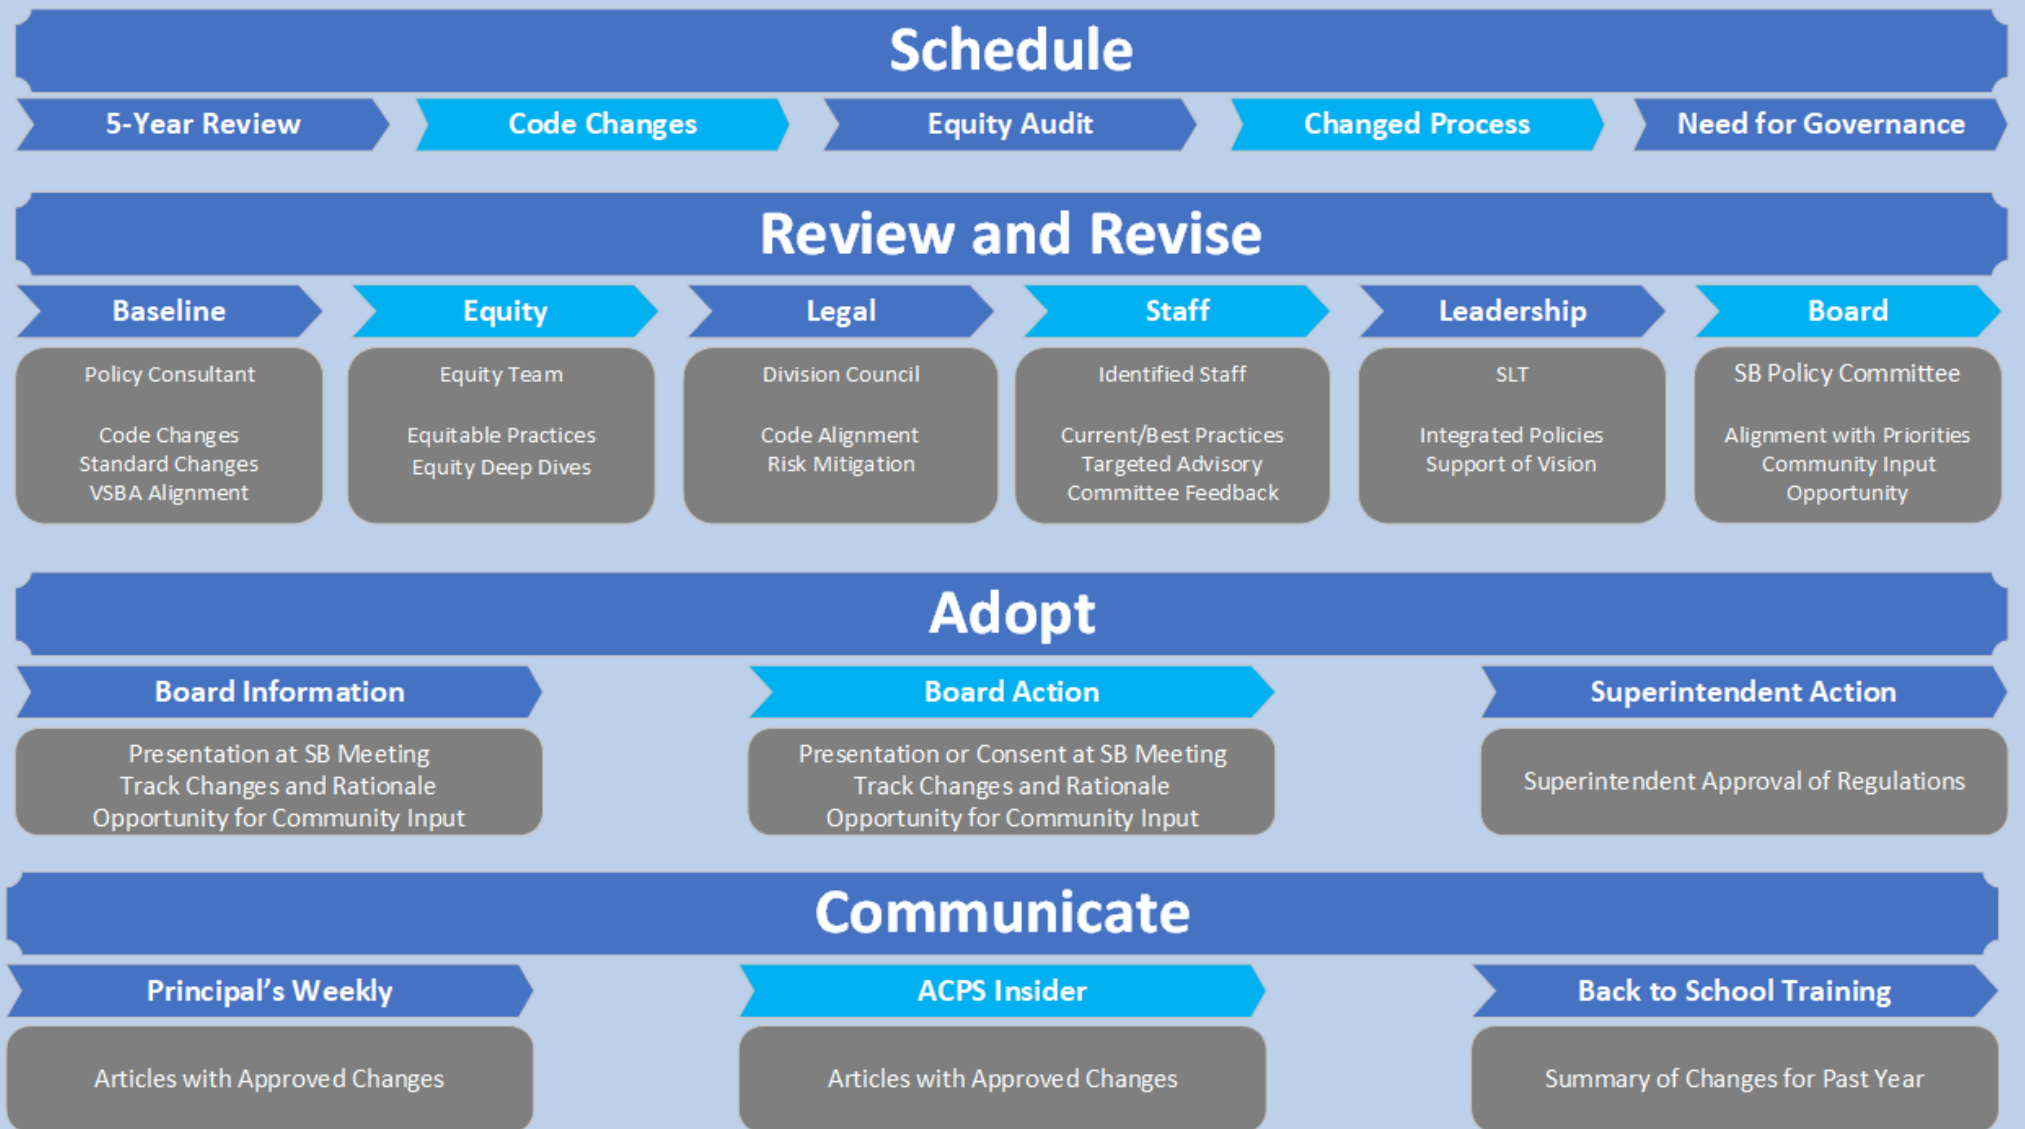 Schedule
5-Year Review
Code Changes
Equity Audit
Changed Process
Need for Governance
Review and Revise
Baseline
Policy Consultant
Code Changes
Standard Changes
VSBA Alignment
Equity
Equity Team
Equitable Practices
Equity Deep Dives
Legal
Division Council
Code Alignment
Risk Mitigation
Staff
Identified Staff
Current/Best Practices
Targeted Advisory
Committee Feedback
Leadership
SLT
Integrated Policies
Support of Vision
Board
SB Policy Committee
Alignment with Priorities
Community Input
Opportunity
Adopt
Board Information
Presentation at SB Meeting
Track Changes and Rationale
Opportunity for Community Input
Board Action
Presentation or Consent at SB Meeting
Track Changes and Rationale
Opportunity for Community Input
Superintendent Action
Superintendent Approval of Regulations
Communicate
Principal’s Weekly
Articles with Approved Changes
ACPS Insider
Articles with Approved Changes
Back to School Training
Summary of Changes for Past Year